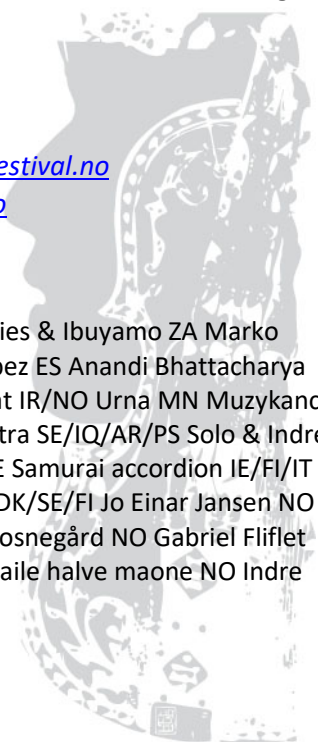 estival.no
ies & Ibuyamo ZA Marko
pez ES Anandi Bhattacharya
at IR/NO Urna MN Muzykanc
tra SE/IQ/AR/PS Solo & Indre
E Samurai accordion IE/FI/IT
DK/SE/FI Jo Einar Jansen NO
osnegård NO Gabriel Fliflet
aile halve maone NO Indre